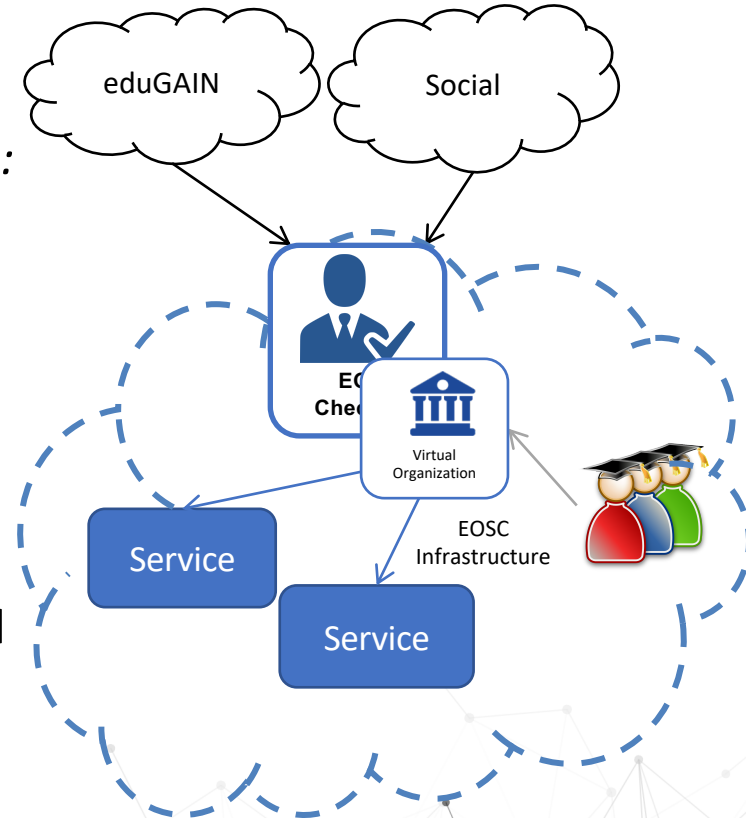 eduGAIN
Social
:
Virtual
Organization
EOSC
Infrastructure
Service
Service